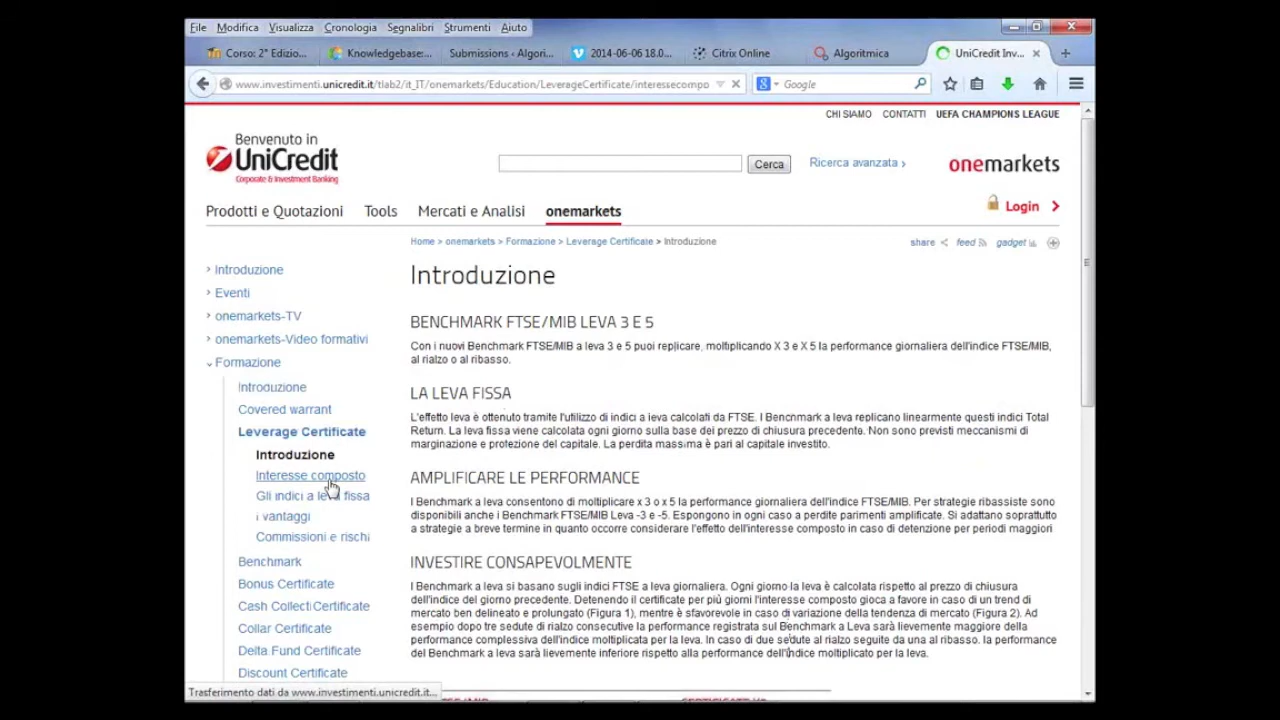 File Modifica Visualizza Cronologia Segnalibri Strumenti Aiuto
Corso: 2° Edizio... Knowledgebase:... Submissions ‹ Algori... 2014-06-06 18.0... Citrix Online Algoritmica UniCredit Inv...
www.investimenti.unicredit.it/tlab2/it_IT/onemarkets/Education/LeverageCertificate/interessecompo Google
CHI SIAMO CONTATTI UEFA CHAMPIONS LEAGUE
Benvenuto in
UniCredit
Corporate & Investment Banking
Cerca Ricerca avanzata › onemarkets
Prodotti e Quotazioni Tools Mercati e Analisi onemarkets Login
Home > onemarkets > Formazione > Leverage Certificate > Introduzione share feed gadget
Introduzione
Eventi
onemarkets-TV
onemarkets-Video formativi
Formazione
Introduzione
Covered warrant
Leverage Certificate
Introduzione
Interesse composto
Gli indici a leva fissa
I vantaggi
Commissioni e rischi
Benchmark
Bonus Certificate
Cash Collect Certificate
Collar Certificate
Delta Fund Certificate
Discount Certificate
Introduzione
BENCHMARK FTSE/MIB LEVA 3 E 5
Con i nuovi Benchmark FTSE/MIB a leva 3 e 5 puoi replicare, moltiplicando X 3 e X 5 la performance giornaliera dell'indice FTSE/MIB,
al rialzo o al ribasso.
LA LEVA FISSA
L'effetto leva è ottenuto tramite l'utilizzo di indici a leva calcolati da FTSE. I Benchmark a leva replicano linearmente questi indici Total
Return. La leva fissa viene calcolata ogni giorno sulla base del prezzo di chiusura precedente. Non sono previsti meccanismi di
marginazione e protezione del capitale. La perdita massima è pari al capitale investito.
AMPLIFICARE LE PERFORMANCE
I Benchmark a leva consentono di moltiplicare x 3 o x 5 la performance giornaliera dell'indice FTSE/MIB. Per strategie ribassiste sono
disponibili anche i Benchmark FTSE/MIB Leva -3 e -5. Espongono in ogni caso a perdite parimenti amplificate. Si adattano soprattutto
a strategie a breve termine in quanto occorre considerare l'effetto dell'interesse composto in caso di detenzione per periodi maggiori
INVESTIRE CONSAPEVOLMENTE
I Benchmark a leva si basano sugli indici FTSE a leva giornaliera. Ogni giorno la leva è calcolata rispetto al prezzo di chiusura
dell'indice del giorno precedente. Detenendo il certificate per più giorni l'interesse composto gioca a favore in caso di un trend di
mercato ben delineato e prolungato (Figura 1), mentre è sfavorevole in caso di variazione della tendenza di mercato (Figura 2). Ad
esempio dopo tre sedute di rialzo consecutive la performance registrata sul Benchmark a Leva sarà lievemente maggiore della
performance complessiva dell'indice moltiplicata per la leva. In caso di due sedute al rialzo seguite da una al ribasso. la performance
del Benchmark a leva sarà lievemente inferiore rispetto alla performance dell'indice moltiplicato per la leva.
Trasferimento dati da www.investimenti.unicredit.it...